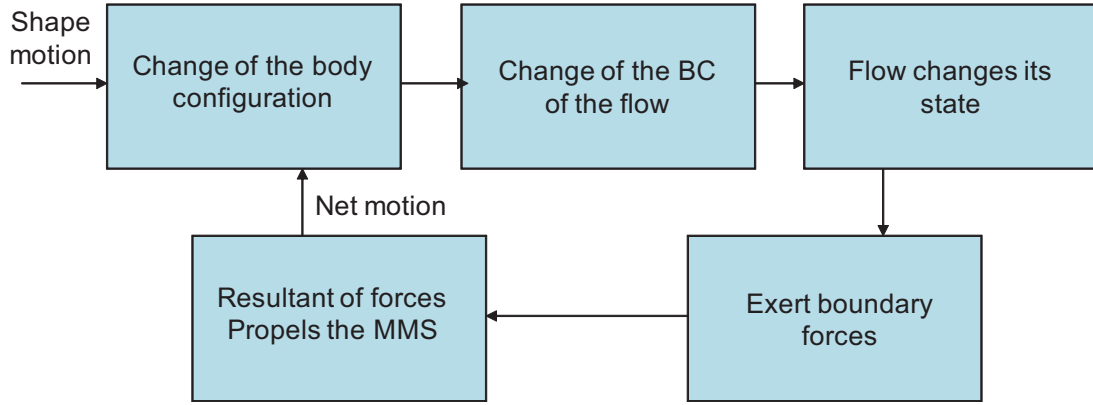 Shape
motion
Change of the body
configuration
Change of the BC
of the flow
Flow changes its
state
Net motion
Resultant of forces
Propels the MMS
Exert boundary
forces